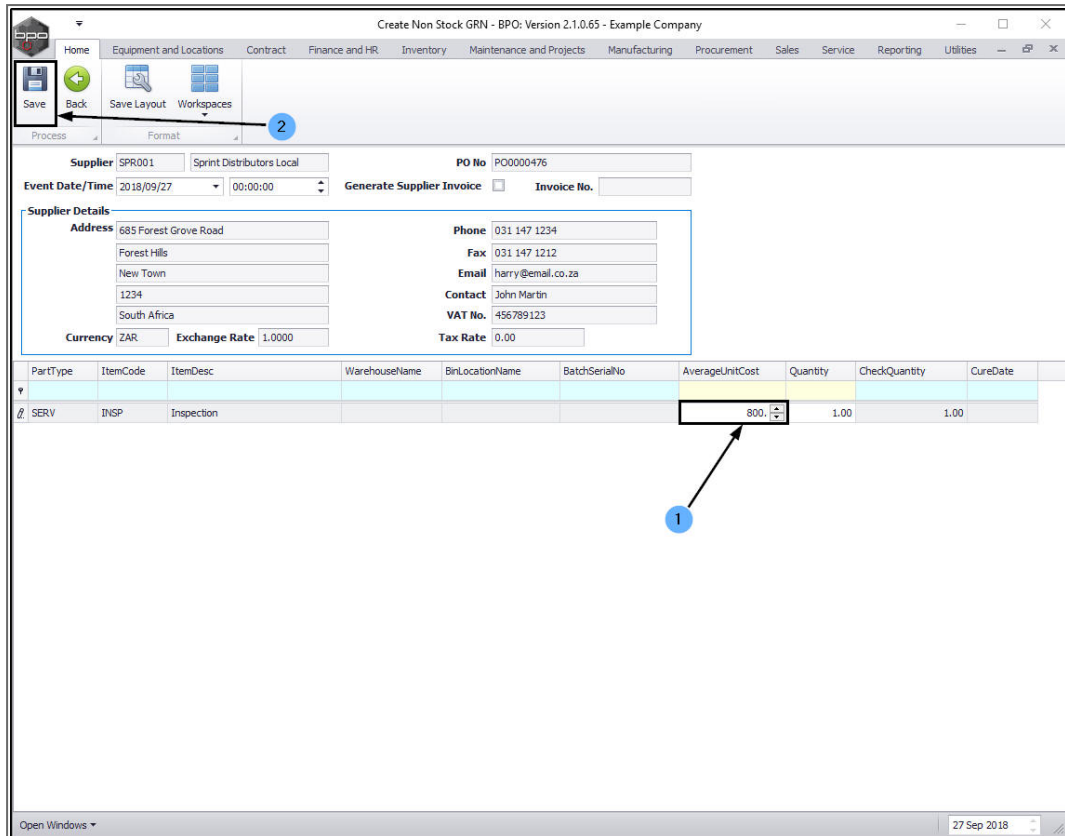 Create Non Stock GRN - BPO: Version 2.1.0.65 - Example Company
bpo
Home Equipment and Locations Contract Finance and HR Inventory Maintenance and Projects Manufacturing Procurement Sales Service Reporting Utilities
Save Back Save Layout Workspaces
Process Format
2
Supplier SPR001 Sprint Distributors Local PO No PO0000476
Event Date/Time 2018/09/27 00:00:00 Generate Supplier Invoice Invoice No.
Supplier Details
Address 685 Forest Grove Road Phone 031 147 1234
Forest Hills Fax 031 147 1212
New Town Email harry@email.co.za
1234 Contact John Martin
South Africa VAT No. 456789123
Currency ZAR Exchange Rate 1.0000 Tax Rate 0.00
PartType ItemCode ItemDesc WarehouseName BinLocationName BatchSerialNo AverageUnitCost Quantity CheckQuantity CureDate
SERV INSP Inspection 800. 1.00 1.00
1
Open Windows 27 Sep 2018